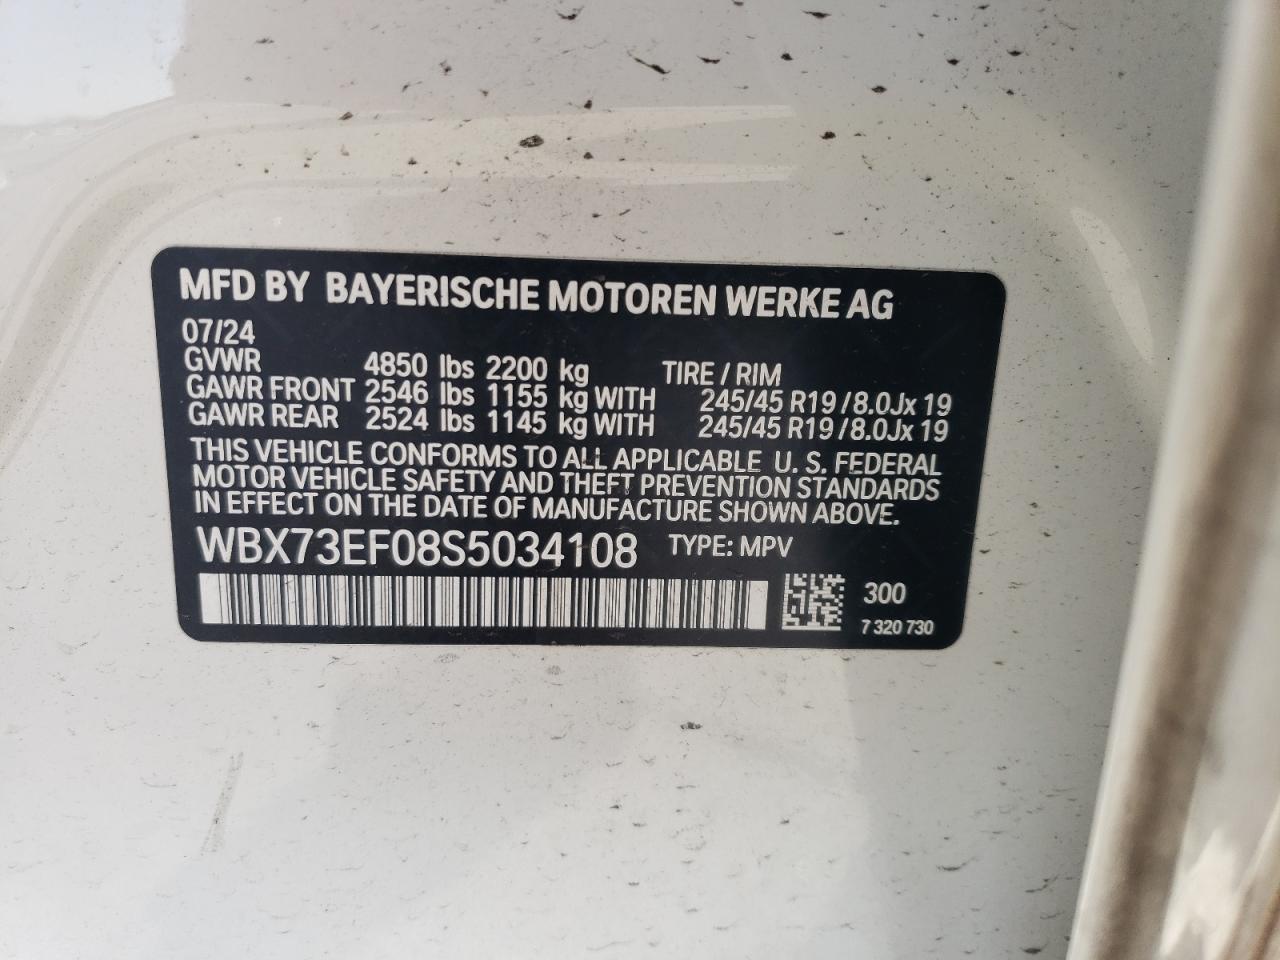 MFD BY BAYERISCHE MOTOREN WERKE AG
07/24
GVWR 4850 lbs 2200 kg TIRE / RIM
GAWR FRONT 2546 lbs 1155 kg WITH 245/45 R19 / 8.0Jx 19
GAWR REAR 2524 lbs 1145 kg WITH 245/45 R19 / 8.0Jx 19
THIS VEHICLE CONFORMS TO ALL APPLICABLE U. S. FEDERAL
MOTOR VEHICLE SAFETY AND THEFT PREVENTION STANDARDS
IN EFFECT ON THE DATE OF MANUFACTURE SHOWN ABOVE.
WBX73EF08S5034108 TYPE: MPV
300
7 320 730